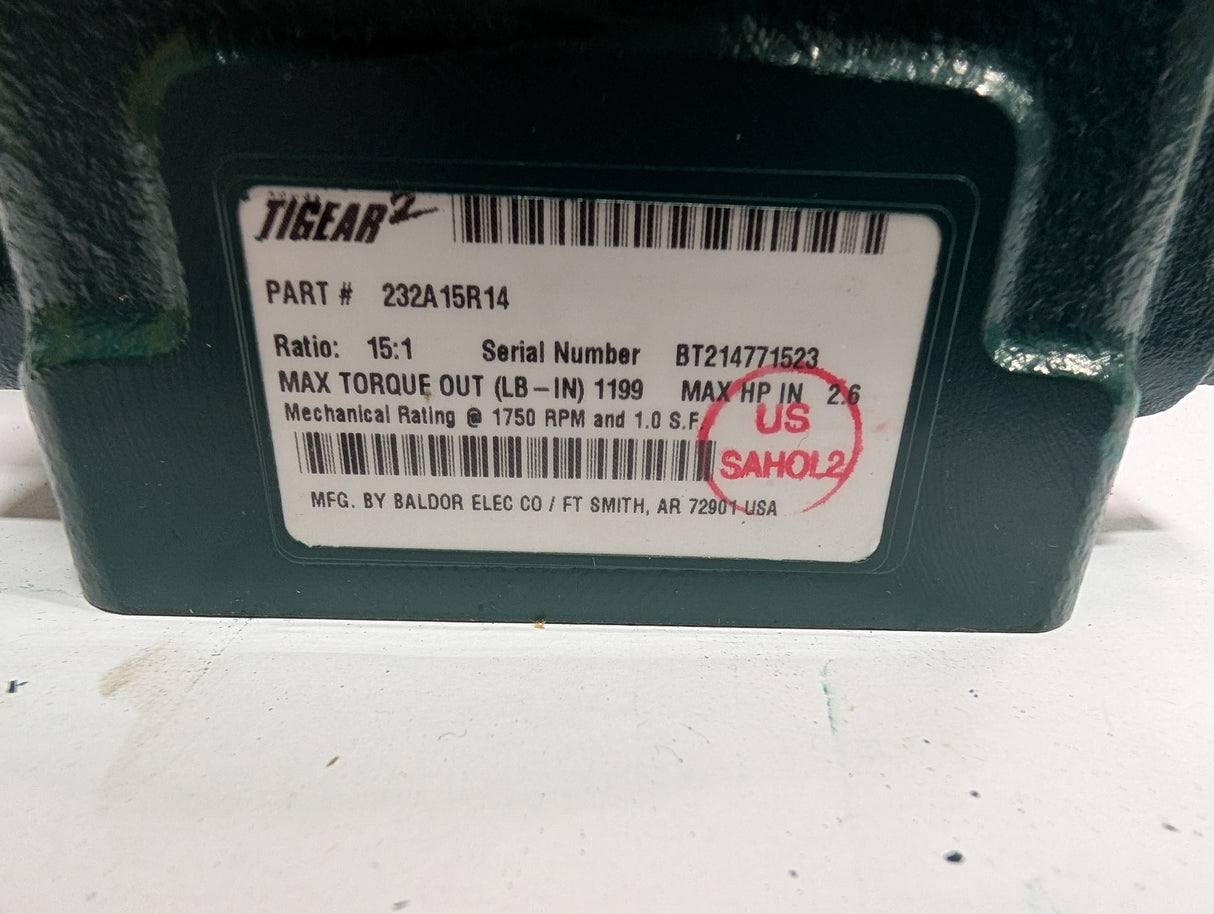 TIGEAR2
PART # 232A15R14
Ratio: 15:1 Serial Number BT214771523
MAX TORQUE OUT (LB-IN) 1199 MAX HP IN 2.6
Mechanical Rating @ 1750 RPM and 1.0 S.F.
US
SAHOL2
MFG. BY BALDOR ELEC CO / FT SMITH, AR 72901 USA